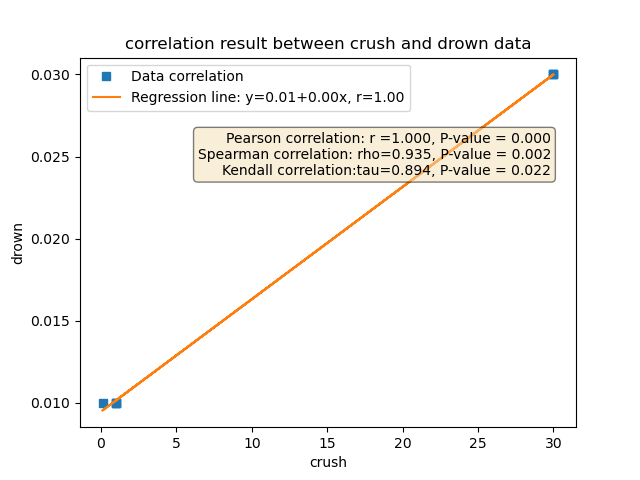 correlation result between crush and drown data
Data correlation
Regression line: y=0.01+0.00x, r=1.00
Pearson correlation: r =1.000, P-value = 0.000
Spearman correlation: rho=0.935, P-value = 0.002
Kendall correlation:tau=0.894, P-value = 0.022
0.030
0.025
0.020
0.015
0.010
drown
0 5 10 15 20 25 30
crush